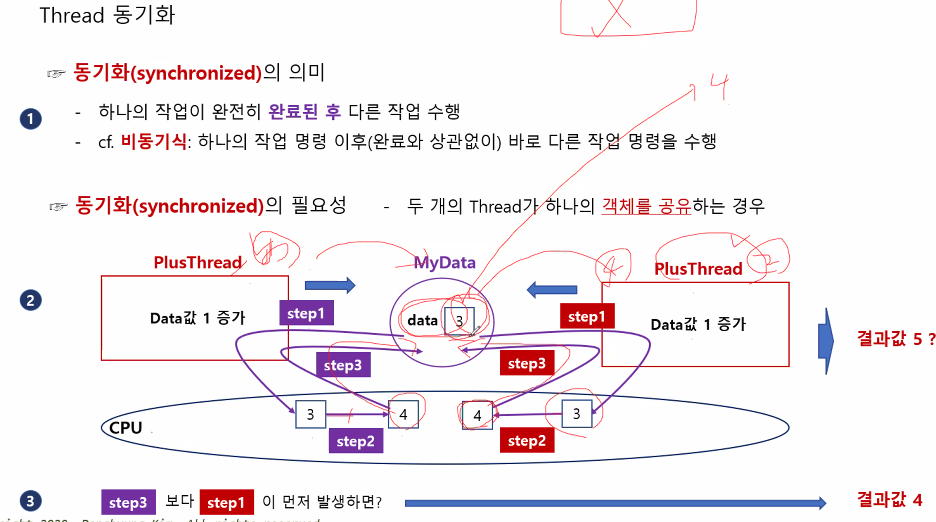 Thread 동기화
☞ 동기화(synchronized)의 의미
1
- 하나의 작업이 완전히 완료된 후 다른 작업 수행
- cf. 비동기식: 하나의 작업 명령 이후(완료와 상관없이) 바로 다른 작업 명령을 수행
4
☞ 동기화(synchronized)의 필요성 - 두 개의 Thread가 하나의 객체를 공유하는 경우
PlusThread
MyData
4
PlusThread
2
Data값 1 증가
step1
data 3
step1
Data값 1 증가
결과값 5 ?
step3
step3
CPU
3
4
4
3
step2
step2
3
step3 보다 step1 이 먼저 발생하면?
결과값 4